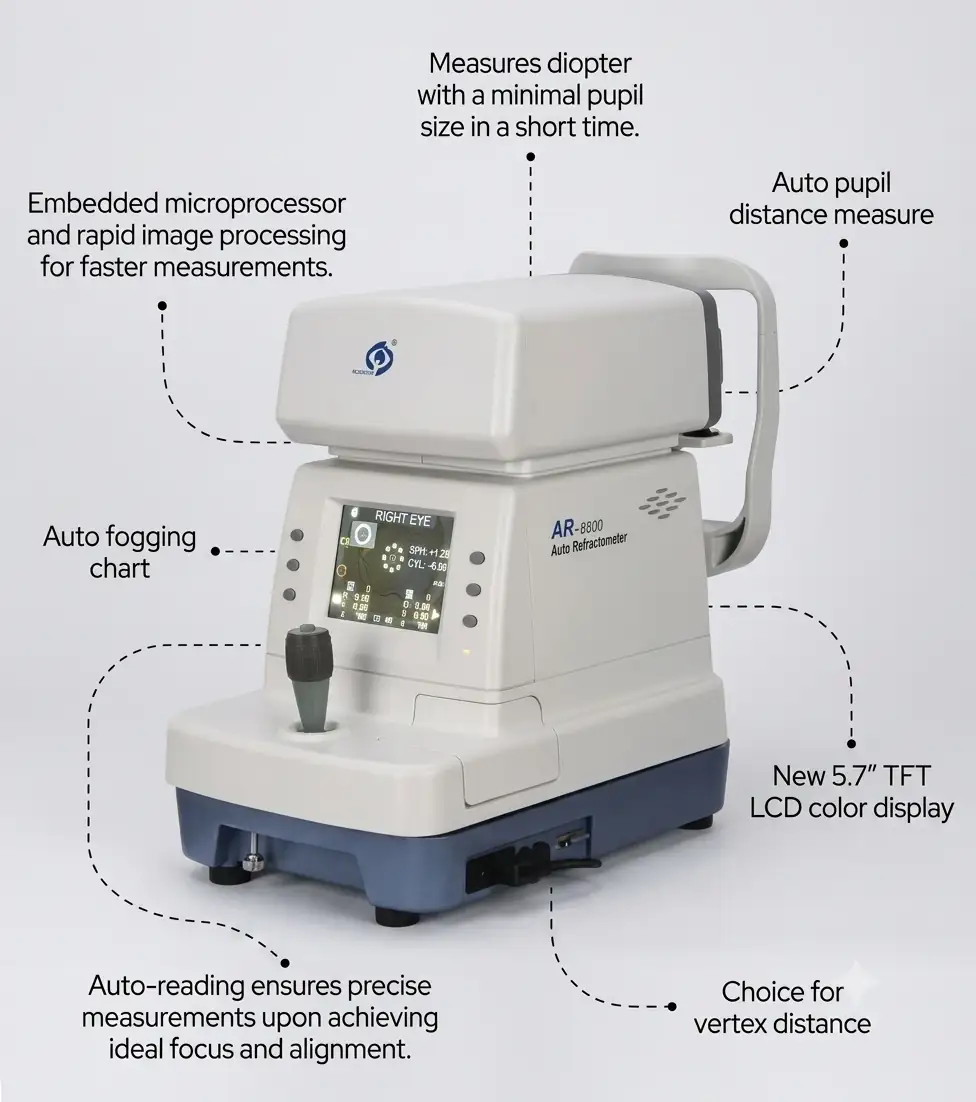 Measures diopter
with a minimal pupil
size in a short time.
Auto pupil
distance measure
Embedded microprocessor
and rapid image processing
for faster measurements.
®
RIGHT EYE
SPH: +1.25
CYL: -6.00
AR-8800
Auto Refractometer
Auto fogging
chart
New 5.7″ TFT
LCD color display
Auto-reading ensures precise
measurements upon achieving
ideal focus and alignment.
Choice for
vertex distance